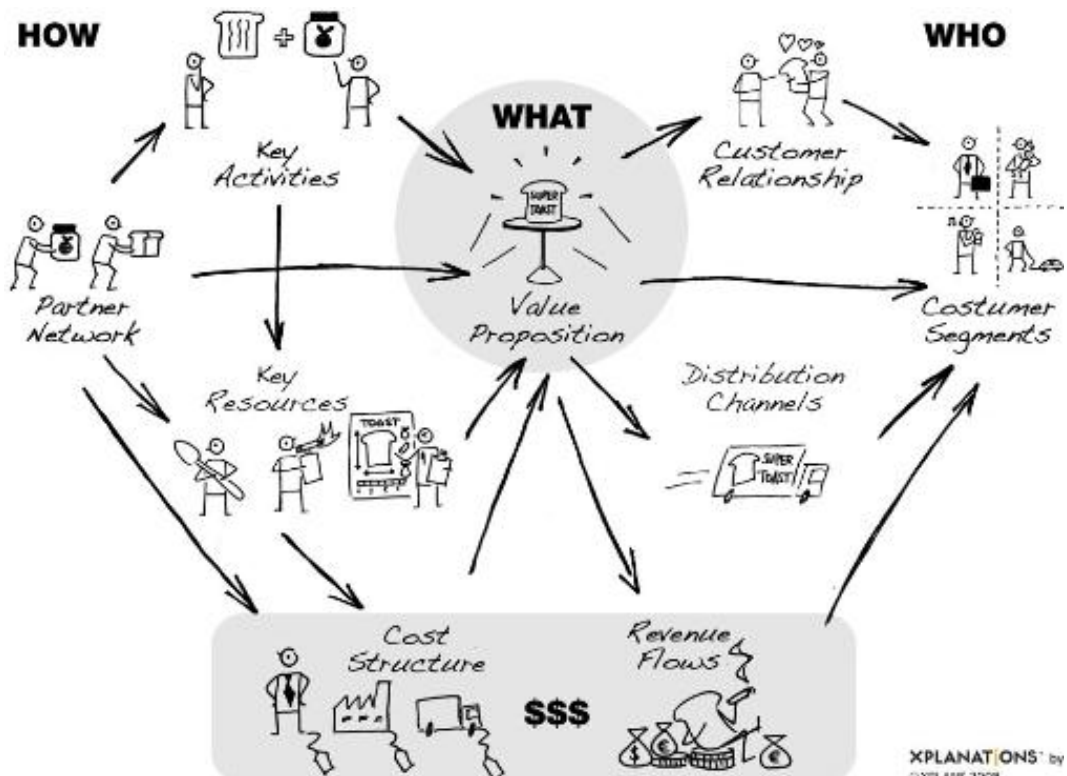 HOW
WHO
WHAT
Key
Activities
SUPER
TOAST
Customer
Relationship
Partner
Network
Value
Proposition
Costumer
Segments
Key
Resources
TOAST
Distribution
Channels
SUPER
TOAST
Cost
Structure
Revenue
Flows
$$$
$
€
€
XPLANATIONS by